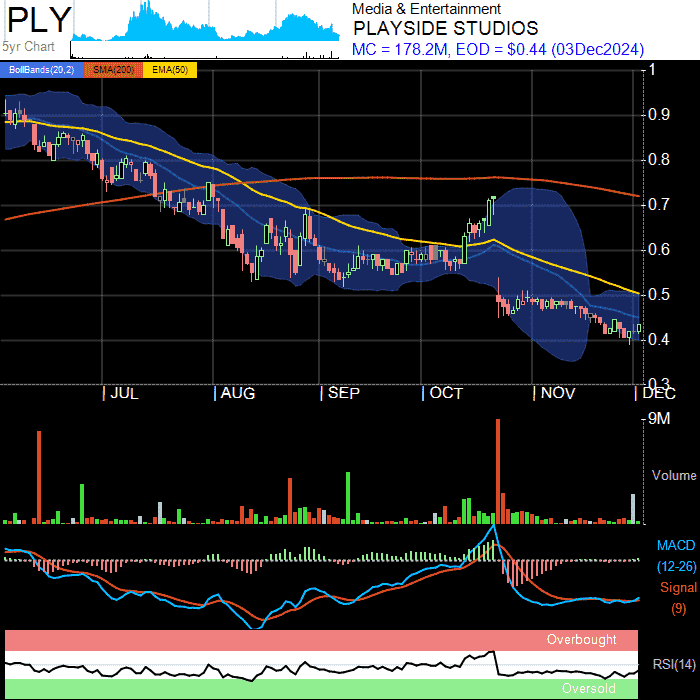 PLY
5yr Chart
Media & Entertainment
PLAYSIDE STUDIOS
MC = 178.2M, EOD = $0.44 (03Dec2024)
BollBands(20,2) SMA(200) EMA(50)
1
0.9
0.8
0.7
0.6
0.5
0.4
0.3
JUL AUG SEP OCT NOV DEC
9M
Volume
MACD
(12-26)
Signal
(9)
Overbought
RSI(14)
Oversold